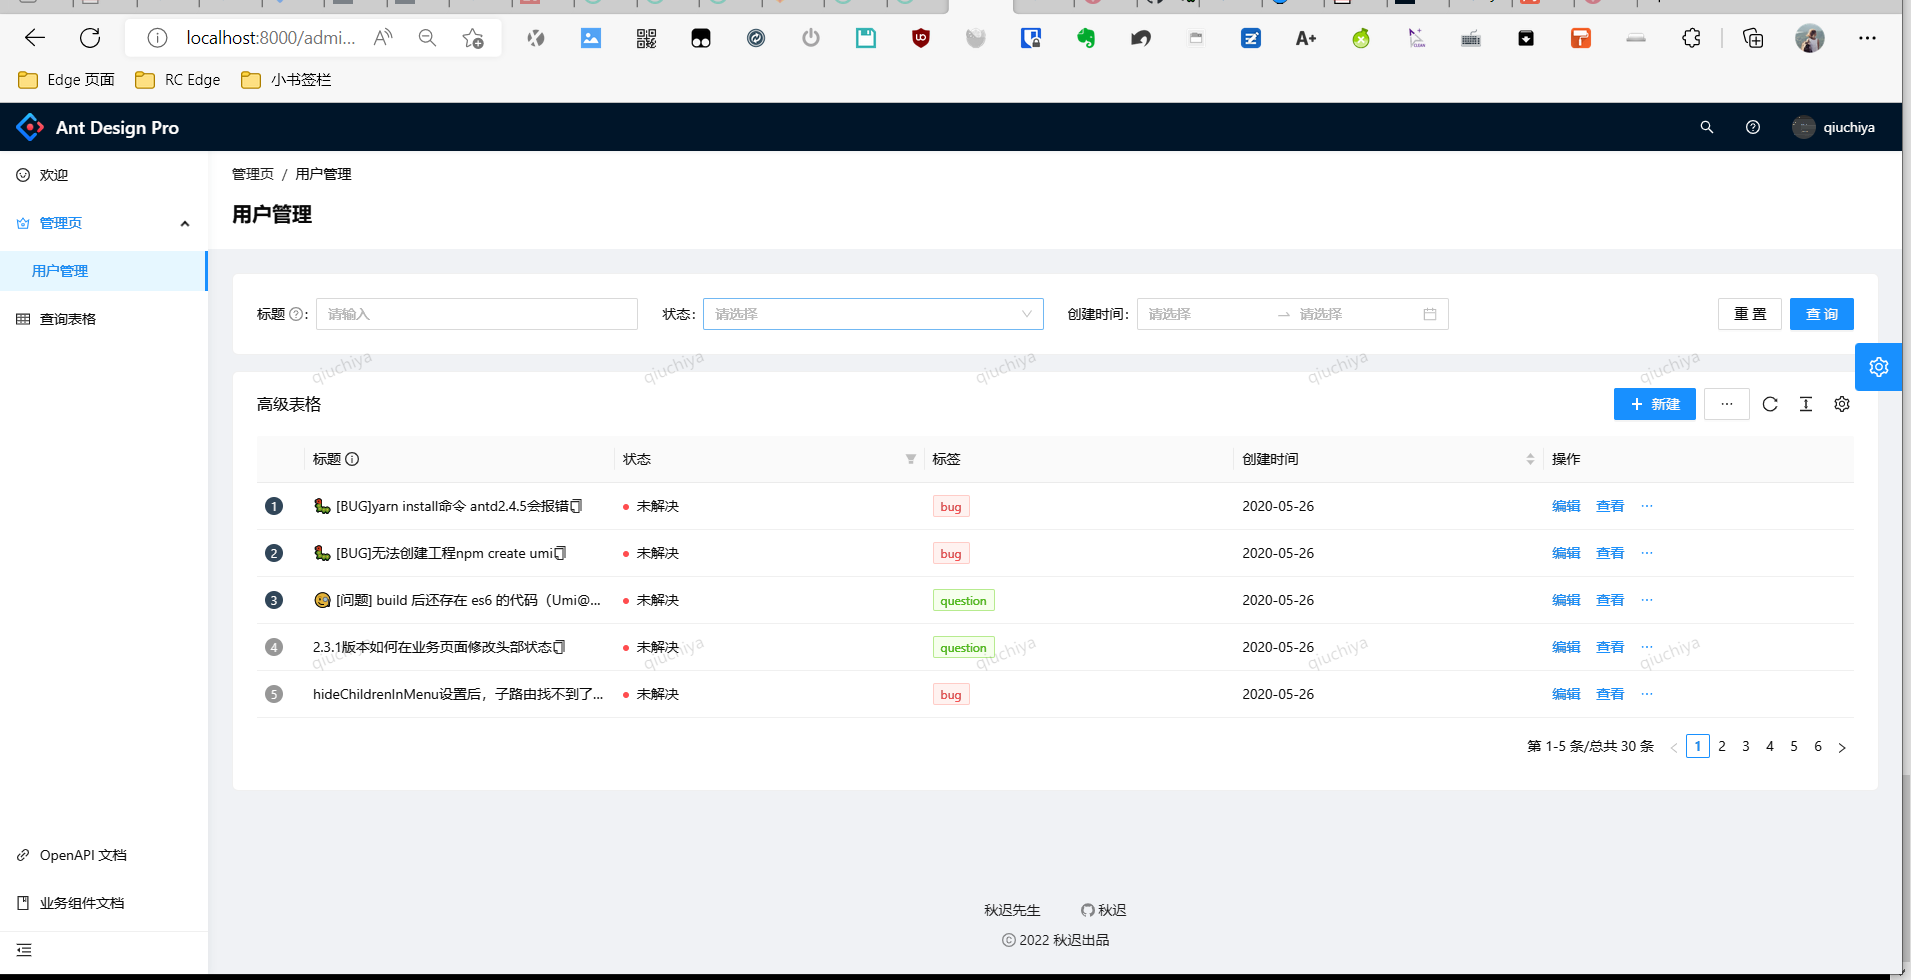 localhost:8000/admi...
Edge 页面
RC Edge
小书签栏
Ant Design Pro
qiuchiya
欢迎
管理页
用户管理
查询表格
OpenAPI 文档
业务组件文档
管理页 / 用户管理
用户管理
标题 : 请输入 状态: 请选择 创建时间: 请选择 → 请选择 重 置 查 询
qiuchiya qiuchiya qiuchiya qiuchiya qiuchiya
高级表格 + 新建 ...
标题 状态 标签 创建时间 操作
1 [BUG]yarn install命令 antd2.4.5会报错 未解决 bug 2020-05-26 编辑 查看 ...
2 [BUG]无法创建工程npm create umi 未解决 bug 2020-05-26 编辑 查看 ...
3 [问题] build 后还存在 es6 的代码（Umi@... 未解决 question 2020-05-26 编辑 查看 ...
4 2.3.1版本如何在业务页面修改头部状态 未解决 question 2020-05-26 编辑 查看 ...
qiuchiya qiuchiya qiuchiya qiuchiya qiuchiya
5 hideChildrenInMenu设置后，子路由找不到了... 未解决 bug 2020-05-26 编辑 查看 ...
第 1-5 条/总共 30 条 < 1 2 3 4 5 6 >
秋迟先生 秋迟
© 2022 秋迟出品